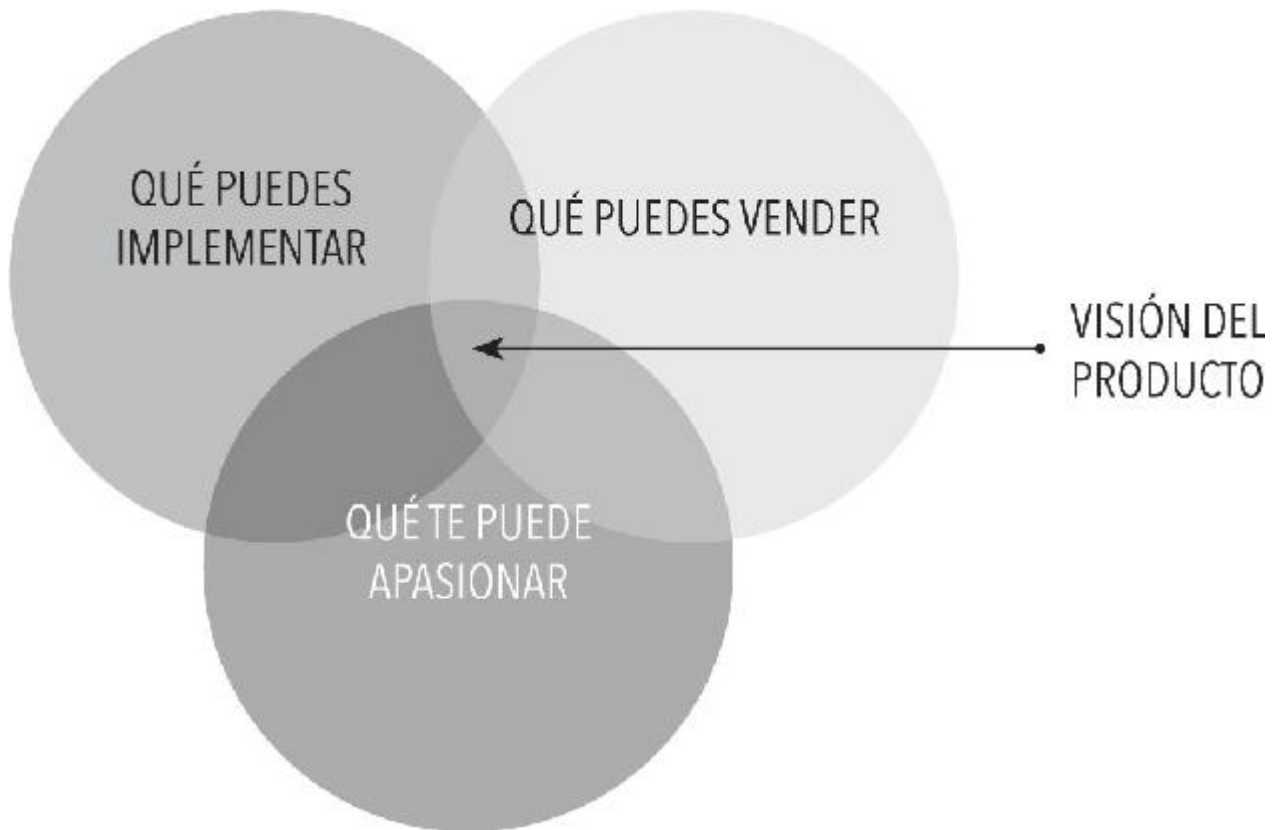 QUÉ PUEDES
IMPLEMENTAR
QUÉ PUEDES VENDER
VISIÓN DEL
PRODUCTO
QUÉ TE PUEDE
APASIONAR